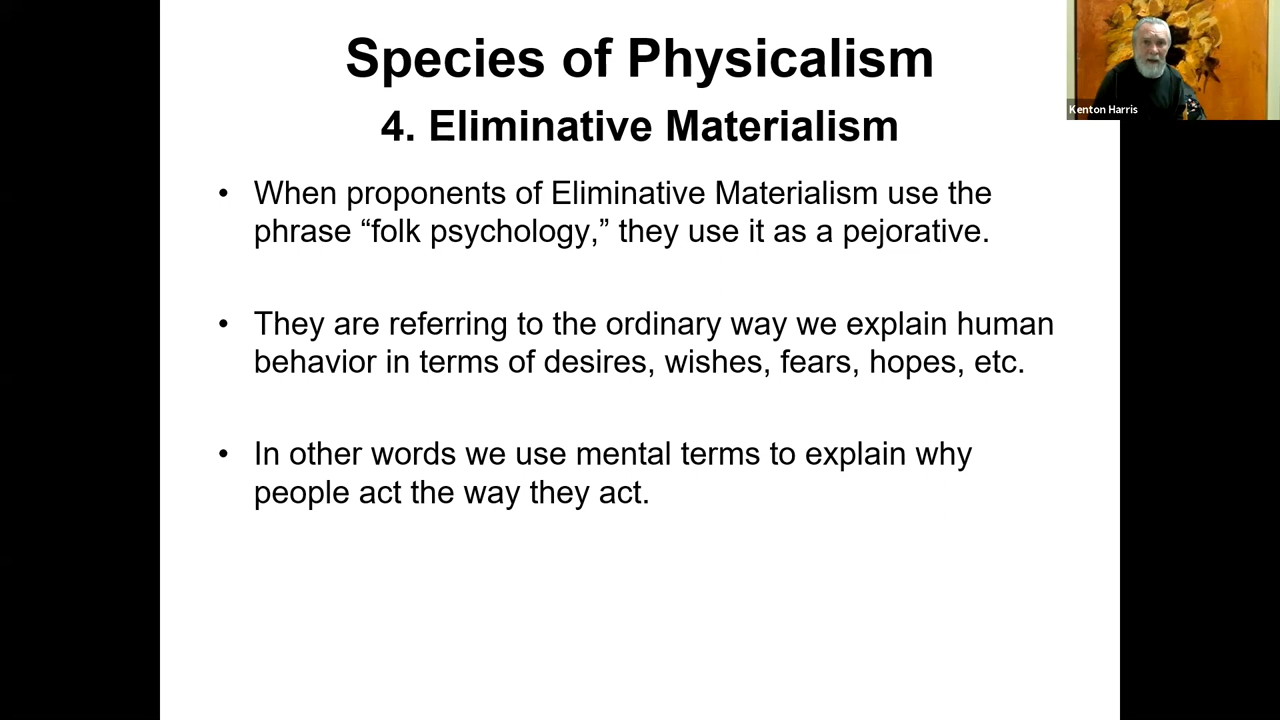 Species of Physicalism
4. Eliminative Materialism
Kenton Harris
• When proponents of Eliminative Materialism use the
phrase “folk psychology,” they use it as a pejorative.
• They are referring to the ordinary way we explain human
behavior in terms of desires, wishes, fears, hopes, etc.
• In other words we use mental terms to explain why
people act the way they act.